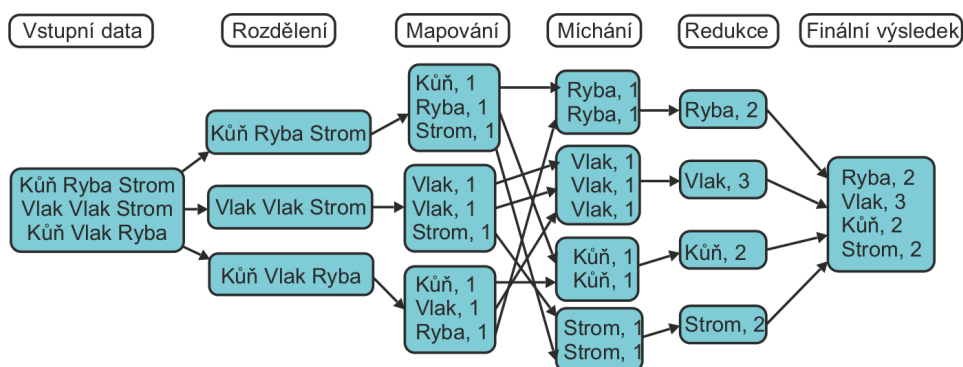 Vstupní data
Rozdělení
Mapování
Míchání
Redukce
Finální výsledek
Kůň Ryba Strom
Vlak Vlak Strom
Kůň Vlak Ryba
Kůň Ryba Strom
Vlak Vlak Strom
Kůň Vlak Ryba
Kůň, 1
Ryba, 1
Strom, 1
Vlak, 1
Vlak, 1
Strom, 1
Kůň, 1
Vlak, 1
Ryba, 1
Ryba, 1
Ryba, 1
Vlak, 1
Vlak, 1
Vlak, 1
Kůň, 1
Kůň, 1
Strom, 1
Strom, 1
Ryba, 2
Vlak, 3
Kůň, 2
Strom, 2
Ryba, 2
Vlak, 3
Kůň, 2
Strom, 2